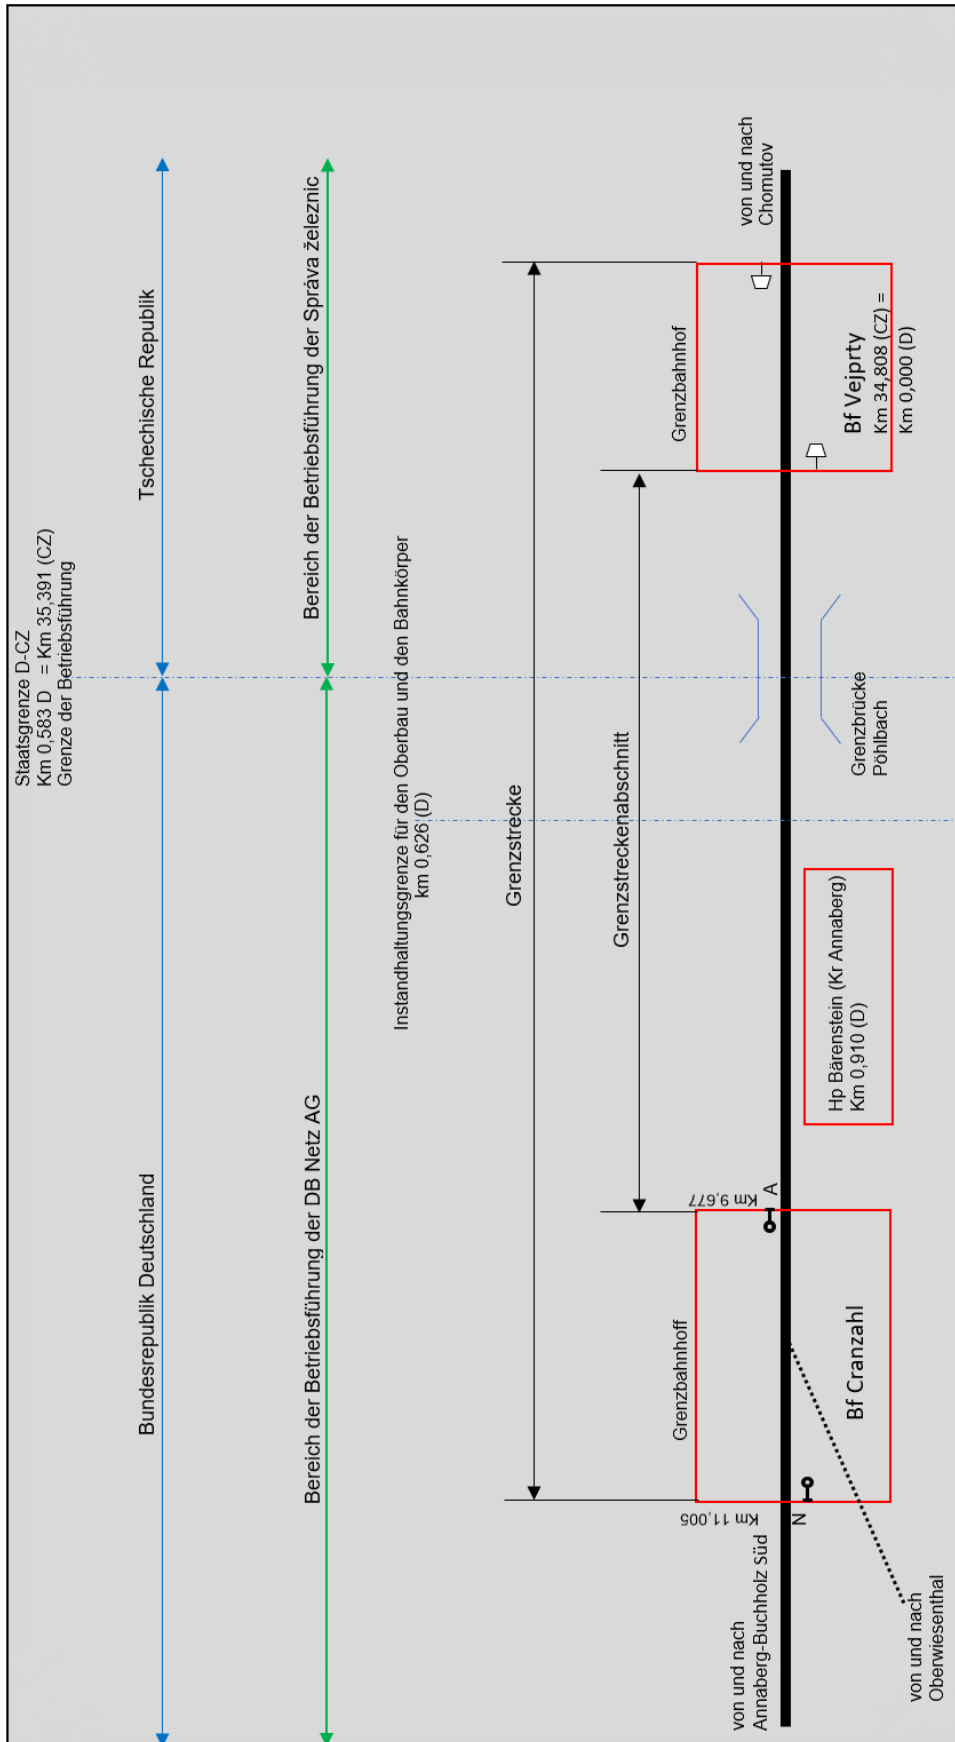 Staatsgrenze D-CZ
Km 0,583 D = Km 35,391 (CZ)
Grenze der Betriebsführung
Bundesrepublik Deutschland
Tschechische Republik
Bereich der Betriebsführung der DB Netz AG
Bereich der Betriebsführung der Správa železnic
Instandhaltungsgrenze für den Oberbau und den Bahnkörper
km 0,626 (D)
Grenzstrecke
Grenzstreckenabschnitt
Grenzbahnhoff
Grenzbahnhof
Km 11,005
Km 9,677
von und nach
Annaberg-Buchholz Süd
N
A
von und nach
Chomutov
Bf Cranzahl
Hp Bärenstein (Kr Annaberg)
Km 0,910 (D)
Grenzbrücke
Pöhlbach
Bf Vejprty
Km 34,808 (CZ) =
Km 0,000 (D)
von und nach
Oberwiesenthal